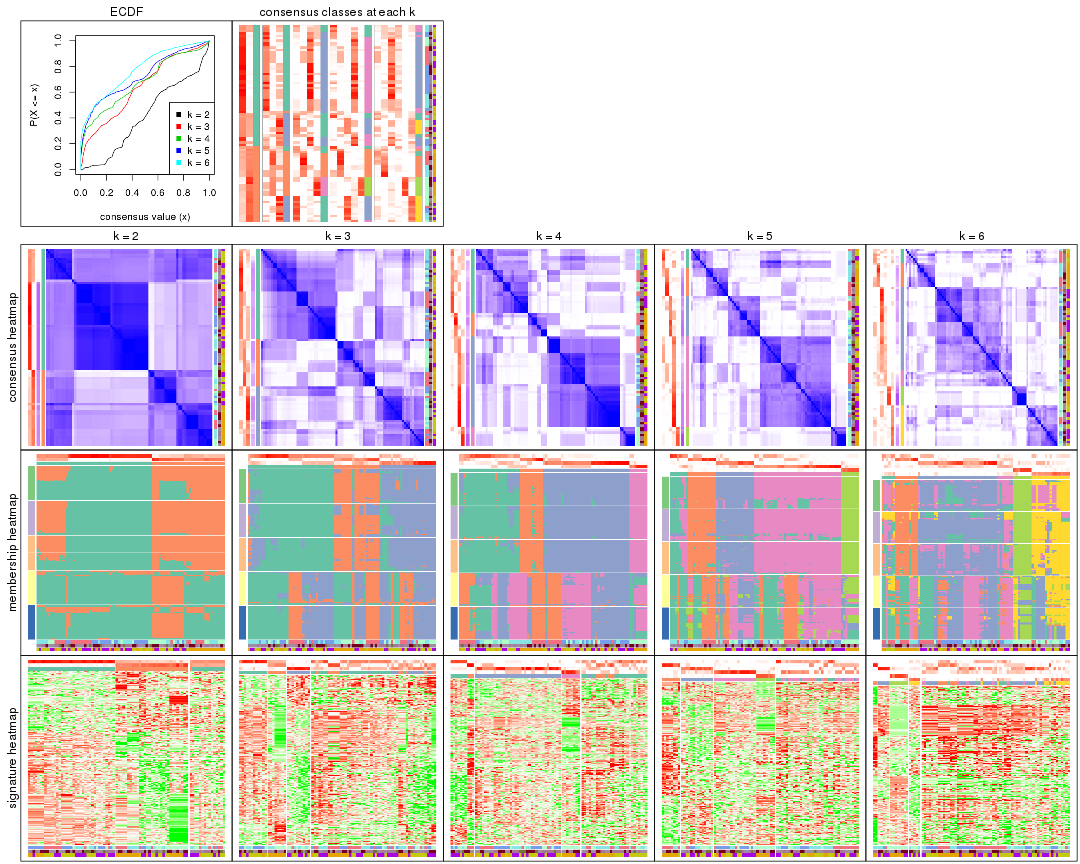 ECDF
consensus classes at each k
P(X <= x)
0.0 0.2 0.4 0.6 0.8 1.0
k = 2
k = 3
k = 4
k = 5
k = 6
0.0 0.2 0.4 0.6 0.8 1.0
consensus value (x)
k = 2
k = 3
k = 4
k = 5
k = 6
consensus heatmap
membership heatmap
signature heatmap